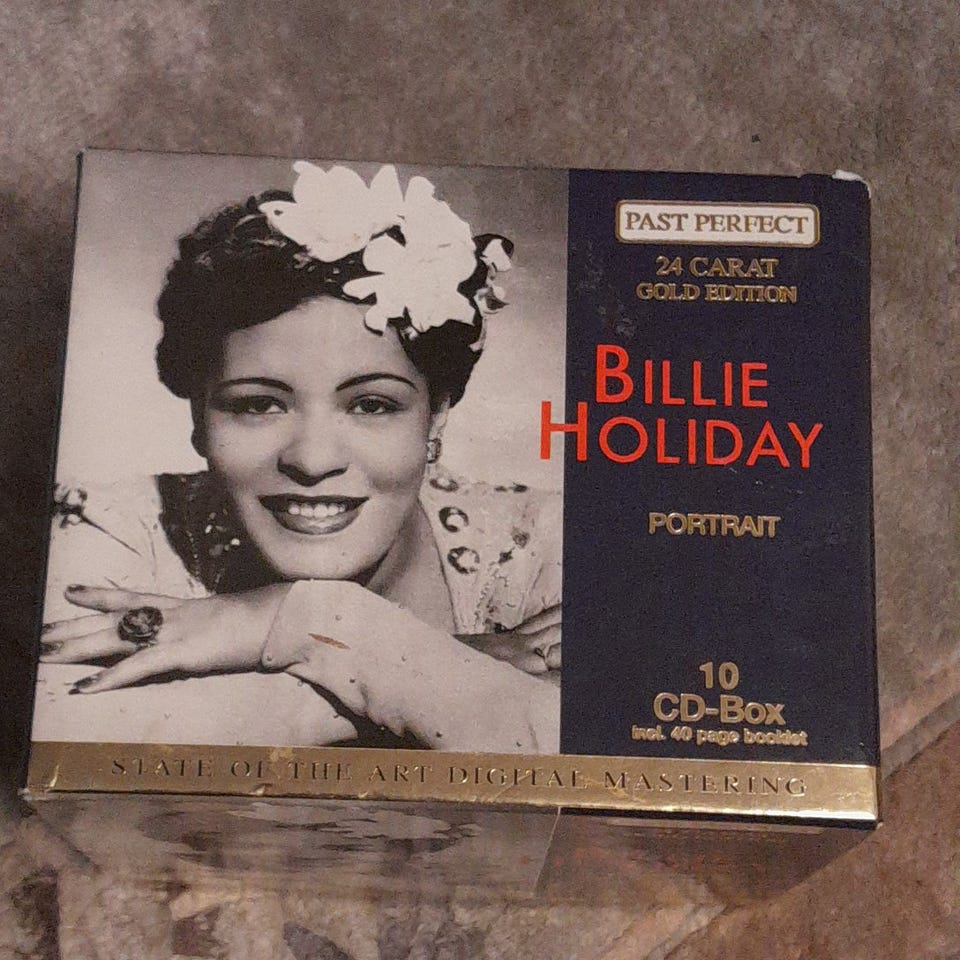 PAST PERFECT
24 CARAT
GOLD EDITION
BILLIE
HOLIDAY
PORTRAIT
10
CD-BOX
incl. 40 page booklet
STATE OF THE ART DIGITAL MASTERING